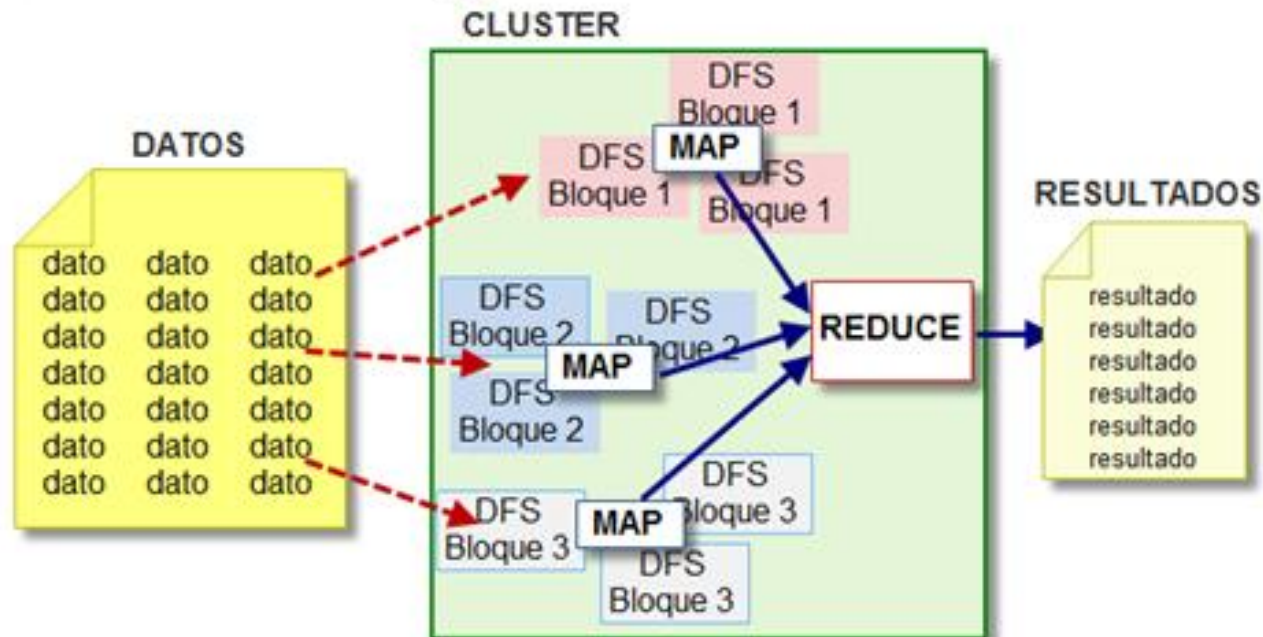 CLUSTER
DATOS
dato dato dato
dato dato dato
dato dato dato
dato dato dato
dato dato dato
dato dato dato
dato dato dato
DFS
Bloque 1
MAP
DFS
Bloque 1
DFS
Bloque 1
DFS
Bloque 2
DFS
Bloque 2
MAP
DFS
Bloque 2
DFS
Bloque 3
MAP
DFS
Bloque 3
DFS
Bloque 3
REDUCE
RESULTADOS
resultado
resultado
resultado
resultado
resultado
resultado